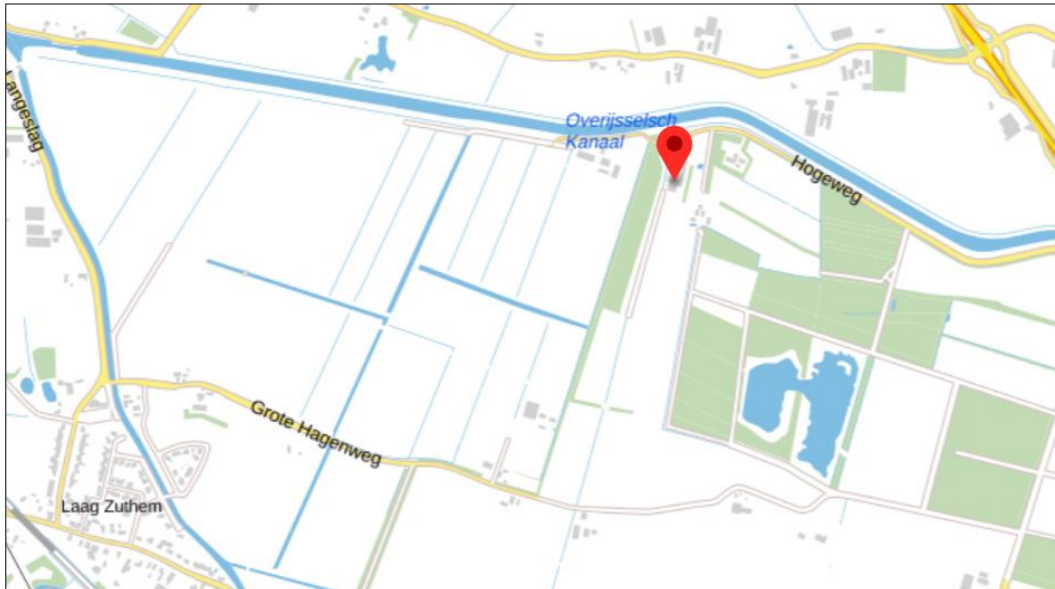 Langeslag
Overijsselsch
Kanaal
Hogeweg
Grote Hagenweg
Laag Zuthem